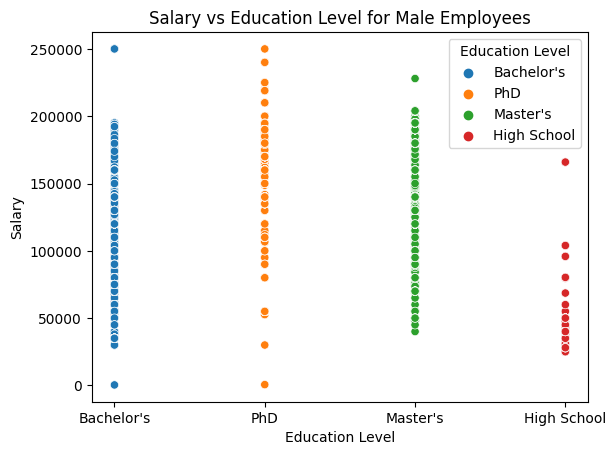 Salary vs Education Level for Male Employees
250000
200000
150000
100000
50000
0
Salary
Education Level
Bachelor's
PhD
Master's
High School
Bachelor's
PhD
Master's
High School
Education Level